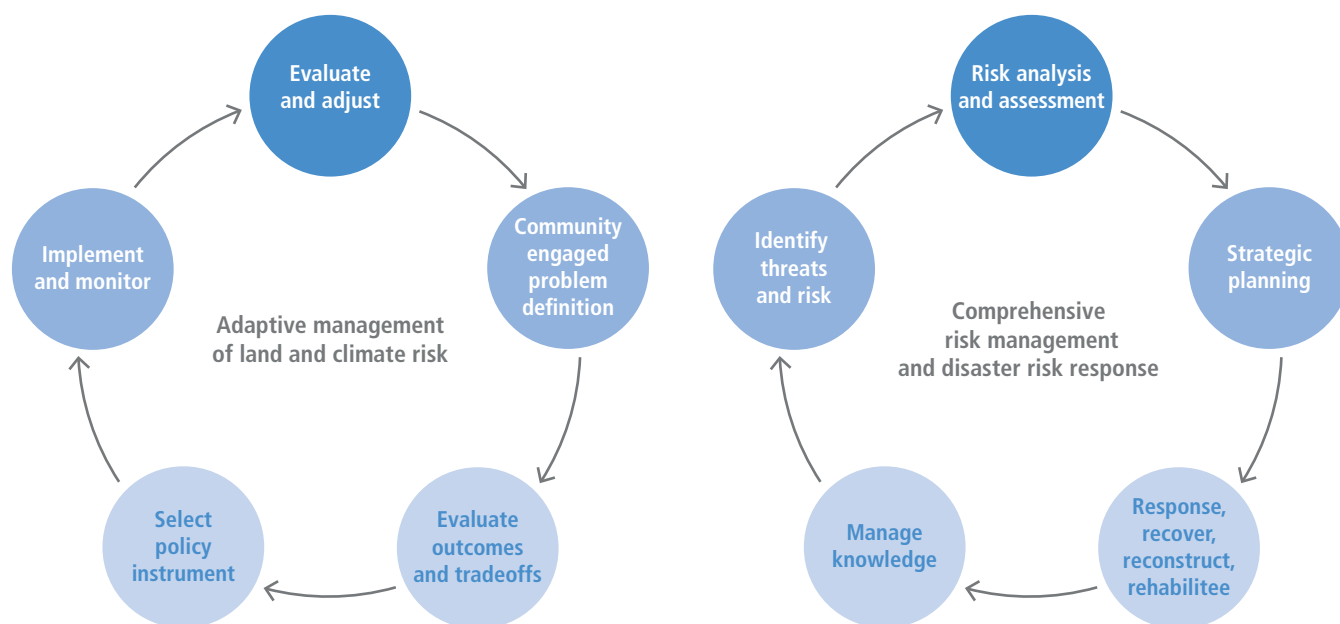 Evaluate
and adjust
Community
engaged
problem
definition
Evaluate
outcomes
and tradeoffs
Select
policy
instrument
Implement
and monitor
Adaptive management
of land and climate risk
Risk analysis
and assessment
Strategic
planning
Response,
recover,
reconstruct,
rehabilitee
Manage
knowledge
Identify
threats
and risk
Comprehensive
risk management
and disaster risk response